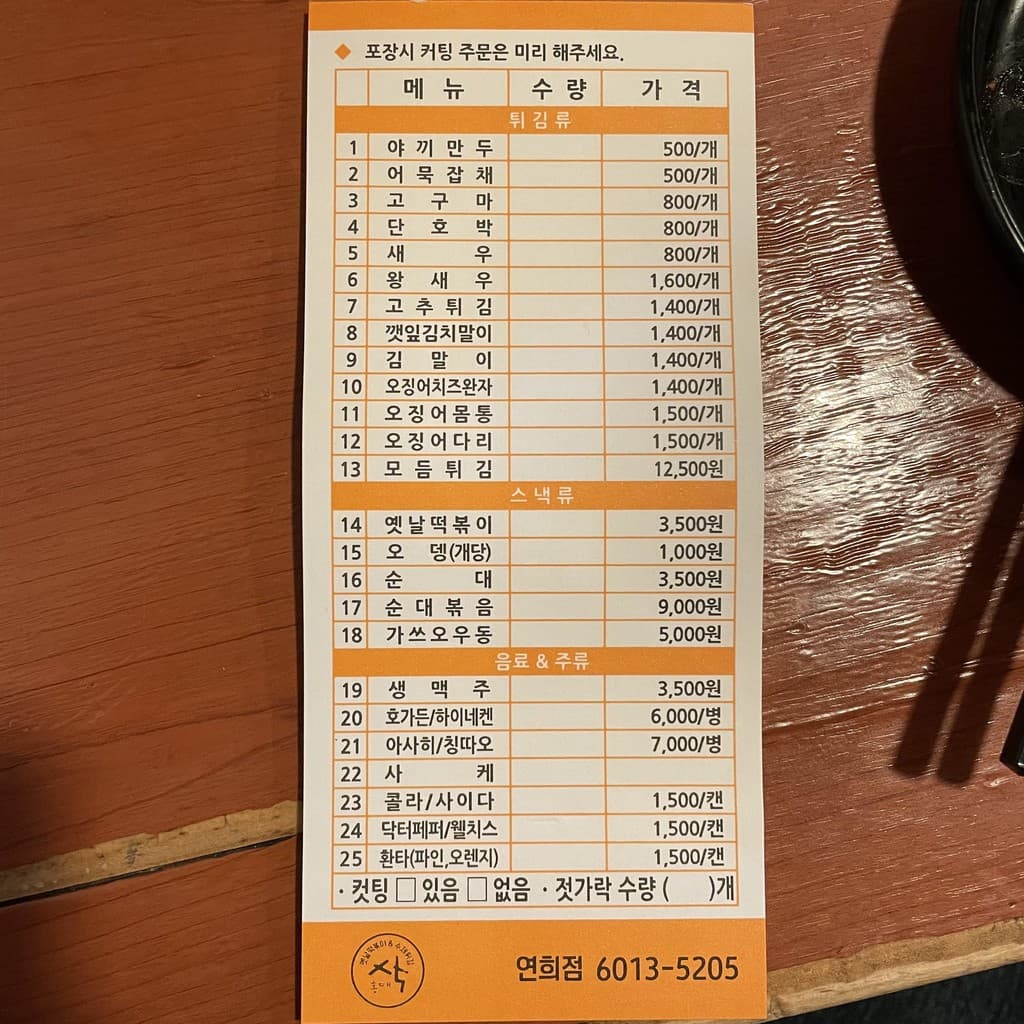 ◆ 포장시 커팅 주문은 미리 해주세요.
메뉴 수량 가격
튀김류
1 야끼만두 500/개
2 어묵잡채 500/개
3 고구마 800/개
4 단호박 800/개
5 새우 800/개
6 왕새우 1,600/개
7 고추튀김 1,400/개
8 깻잎김치말이 1,400/개
9 김말이 1,400/개
10 오징어치즈완자 1,400/개
11 오징어몸통 1,500/개
12 오징어다리 1,500/개
13 모듬튀김 12,500원
스낵류
14 옛날떡볶이 3,500원
15 오뎅(개당) 1,000원
16 순대 3,500원
17 순대볶음 9,000원
18 가쓰오우동 5,000원
음료 & 주류
19 생맥주 3,500원
20 호가든/하이네켄 6,000/병
21 아사히/칭따오 7,000/병
22 사케
23 콜라/사이다 1,500/캔
24 닥터페퍼/웰치스 1,500/캔
25 환타(파인,오렌지) 1,500/캔
· 컷팅 □ 있음 □ 없음 · 젓가락 수량 ( )개
옛날떡볶이 & 수제튀김
삭
홍대
연희점 6013-5205